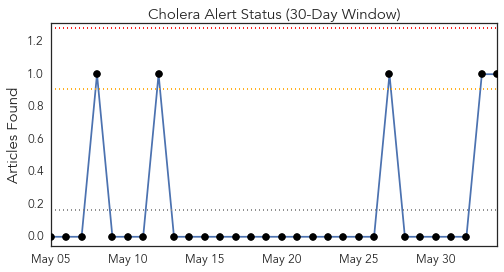 Cholera Alert Status (30-Day Window)
Articles Found
1.2
1.0
0.8
0.6
0.4
0.2
0.0
May 05
May 10
May 15
May 20
May 25
May 30